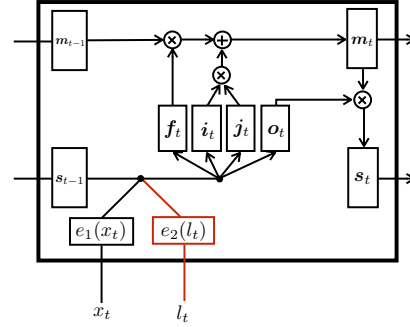 m_{t-1} × + m_t
×
×
f_t i_t j_t o_t
s_{t-1} s_t
e_1(x_t) e_2(l_t)
x_t l_t